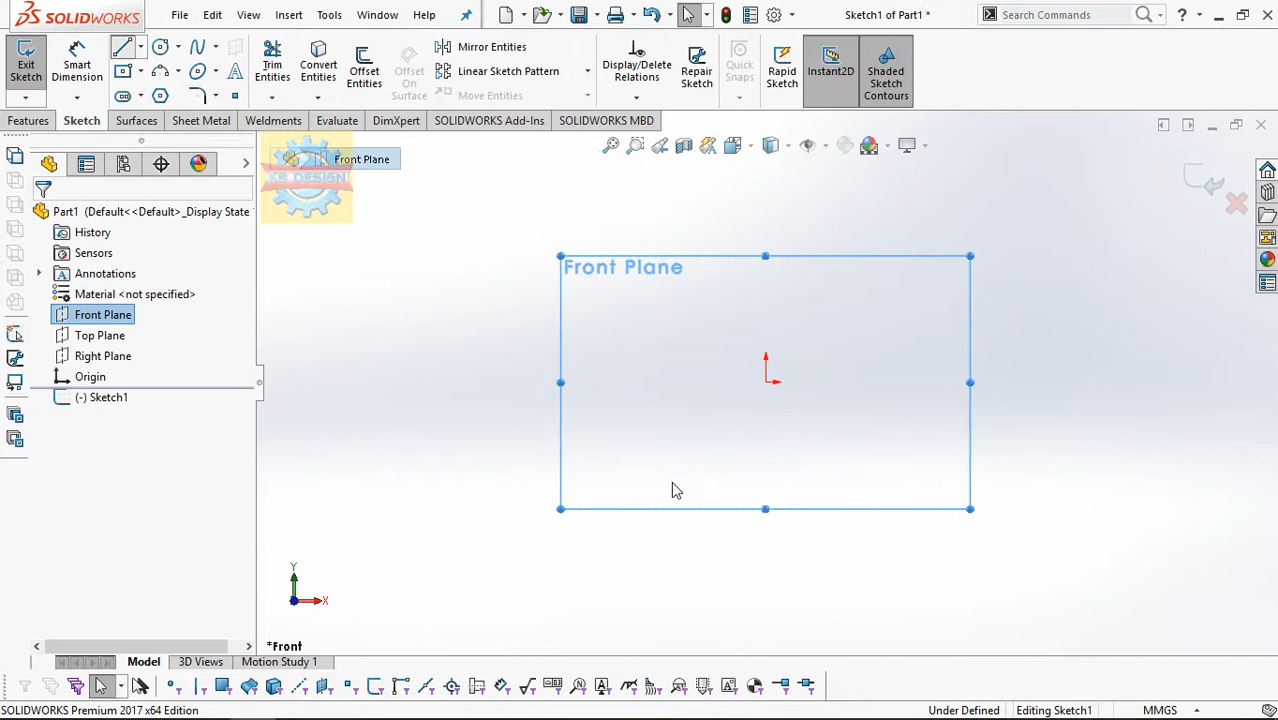 DS SOLIDWORKS
File Edit View Insert Tools Window Help
Sketch1 of Part1 *
Search Commands
?
Exit Sketch
Smart Dimension
Trim Entities
Convert Entities
Offset Entities
Offset On Surface
Mirror Entities
Linear Sketch Pattern
Move Entities
Display/Delete Relations
Quick Snaps
Repair Sketch
Rapid Sketch
Instant2D
Shaded Sketch Contours
Features Sketch Surfaces Sheet Metal Weldments Evaluate DimXpert SOLIDWORKS Add-Ins SOLIDWORKS MBD
Front Plane
Part1 (Default<<Default>_Display State
History
Sensors
Annotations
Material <not specified>
Front Plane
Top Plane
Right Plane
Origin
(-) Sketch1
Front Plane
Y
X
*Front
Model 3D Views Motion Study 1
SOLIDWORKS Premium 2017 x64 Edition
Under Defined Editing Sketch1 MMGS